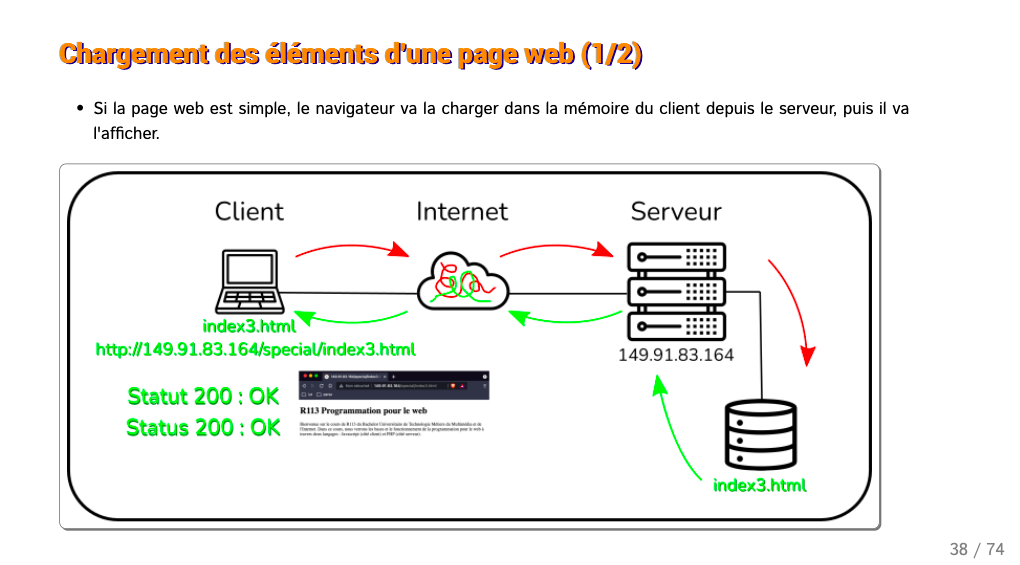 Chargement des éléments d'une page web (1/2)
• Si la page web est simple, le navigateur va la charger dans la mémoire du client depuis le serveur, puis il va
l'afficher.
Client
Internet
Serveur
index3.html
http://149.91.83.164/special/index3.html
149.91.83.164
Statut 200 : OK
Status 200 : OK
R113 Programmation pour le web
index3.html
38 / 74